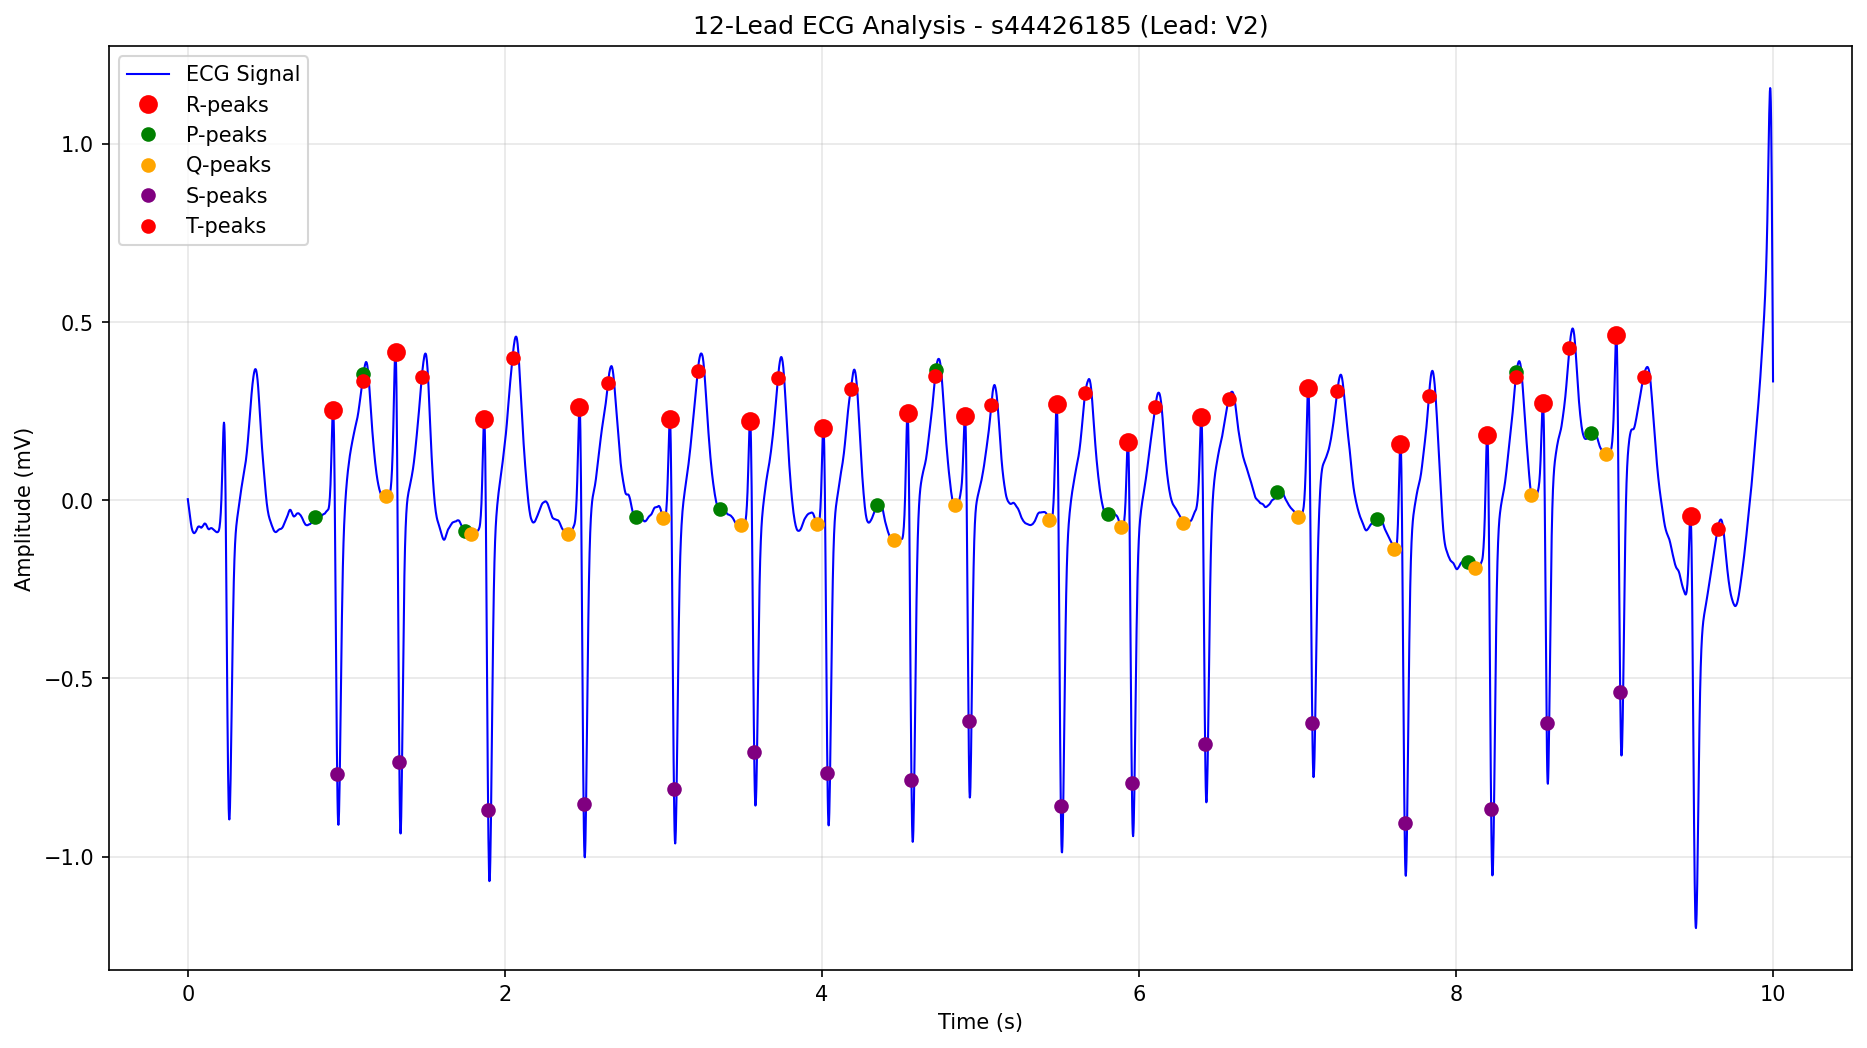 12-Lead ECG Analysis - s44426185 (Lead: V2)
ECG Signal
R-peaks
P-peaks
Q-peaks
S-peaks
T-peaks
Amplitude (mV)
1.0
0.5
0.0
−0.5
−1.0
0 2 4 6 8 10
Time (s)